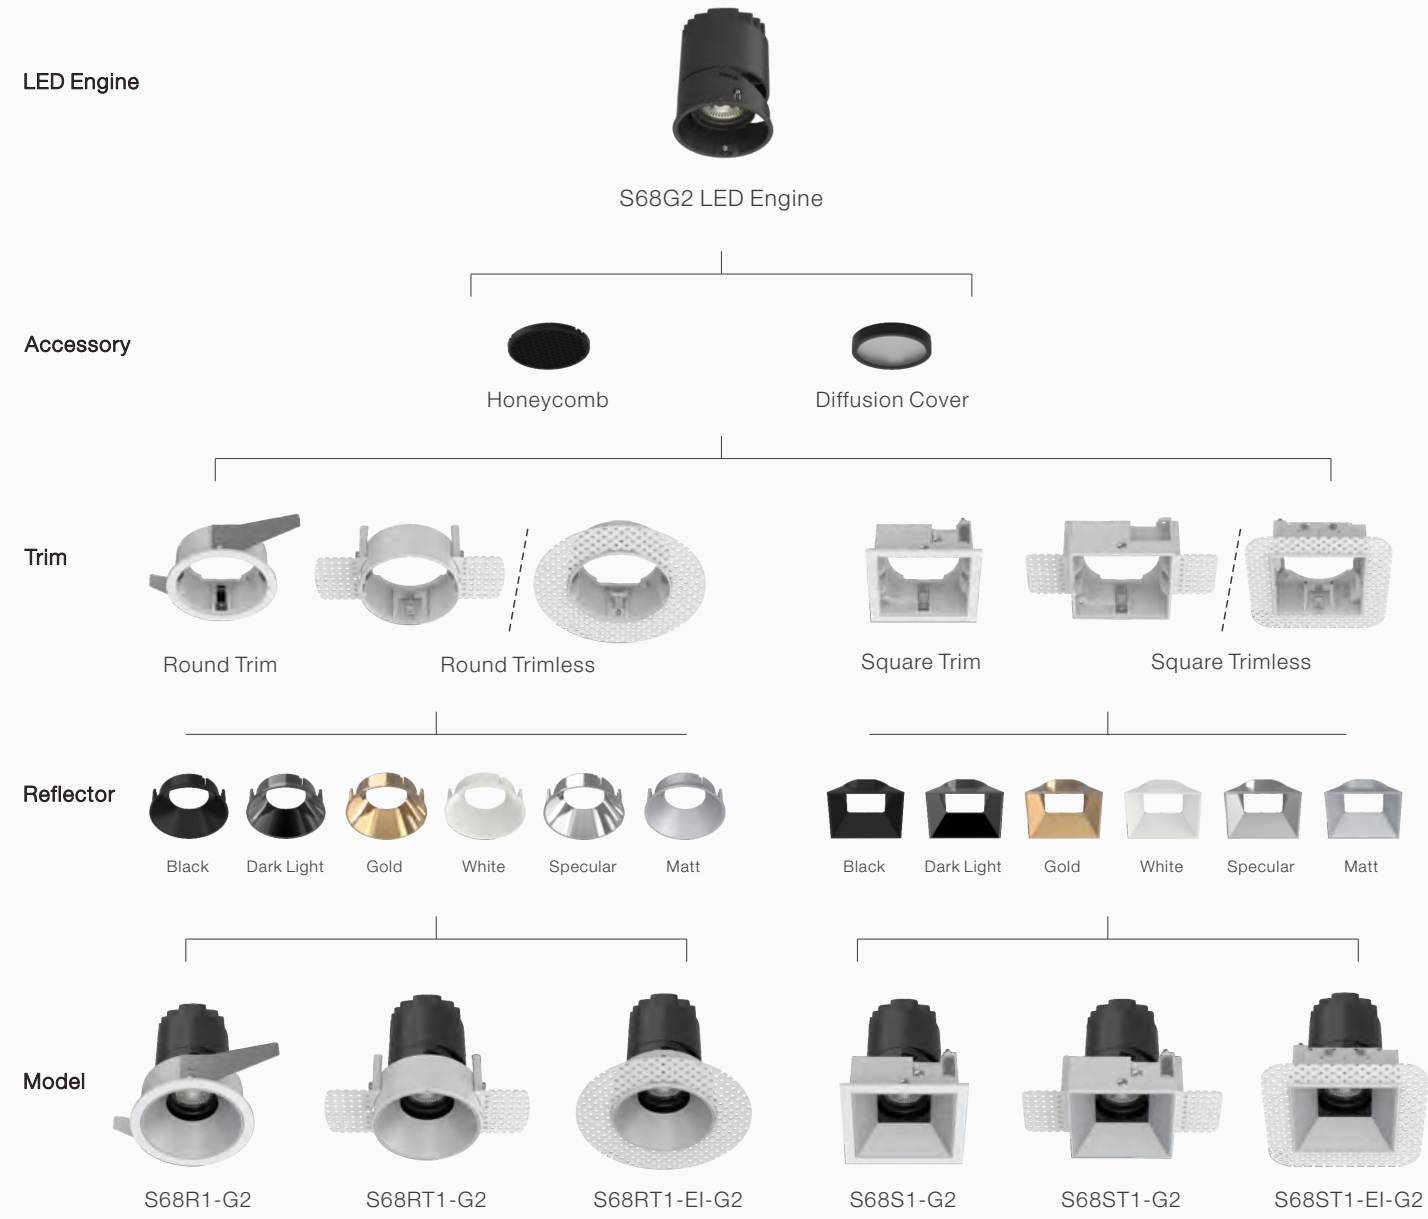 LED Engine
S68G2 LED Engine
Accessory
Honeycomb
Diffusion Cover
Trim
Round Trim
Round Trimless
Square Trim
Square Trimless
Reflector
Black
Dark Light
Gold
White
Specular
Matt
Black
Dark Light
Gold
White
Specular
Matt
Model
S68R1-G2
S68RT1-G2
S68RT1-EI-G2
S68S1-G2
S68ST1-G2
S68ST1-EI-G2